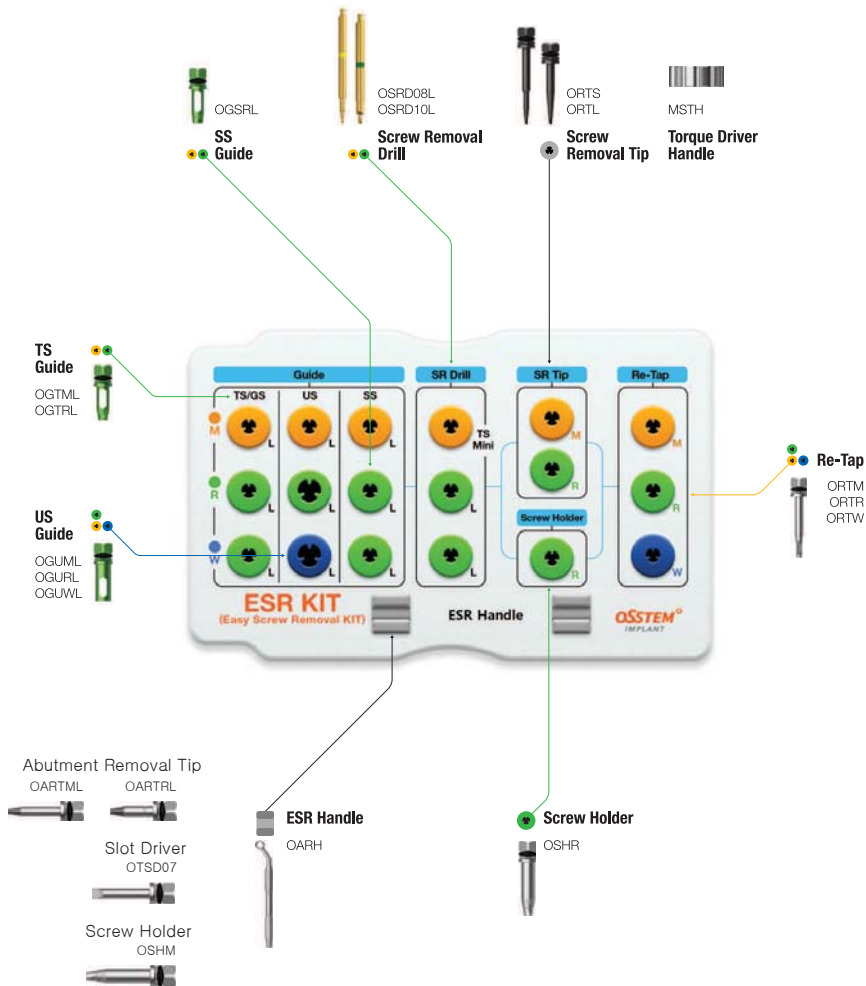 OGSRL
SS
Guide
OSRD08L
OSRD10L
Screw Removal
Drill
ORTS
ORTL
Screw
Removal Tip
MSTH
Torque Driver
Handle
TS
Guide
OGTML
OGTRL
US
Guide
OGUML
OGURL
OGUWL
Guide
SR Drill
SR Tip
Re-Tap
TS/GS
US
SS
M
L
L
L
TS
Mini
M
M
R
L
L
L
L
R
R
Screw Holder
W
L
L
L
L
R
W
ESR KIT
(Easy Screw Removal KIT)
ESR Handle
OSSTEM
IMPLANT
Re-Tap
ORTM
ORTR
ORTW
Abutment Removal Tip
OARTML
OARTRL
Slot Driver
OTSD07
Screw Holder
OSHM
ESR Handle
OARH
Screw Holder
OSHR